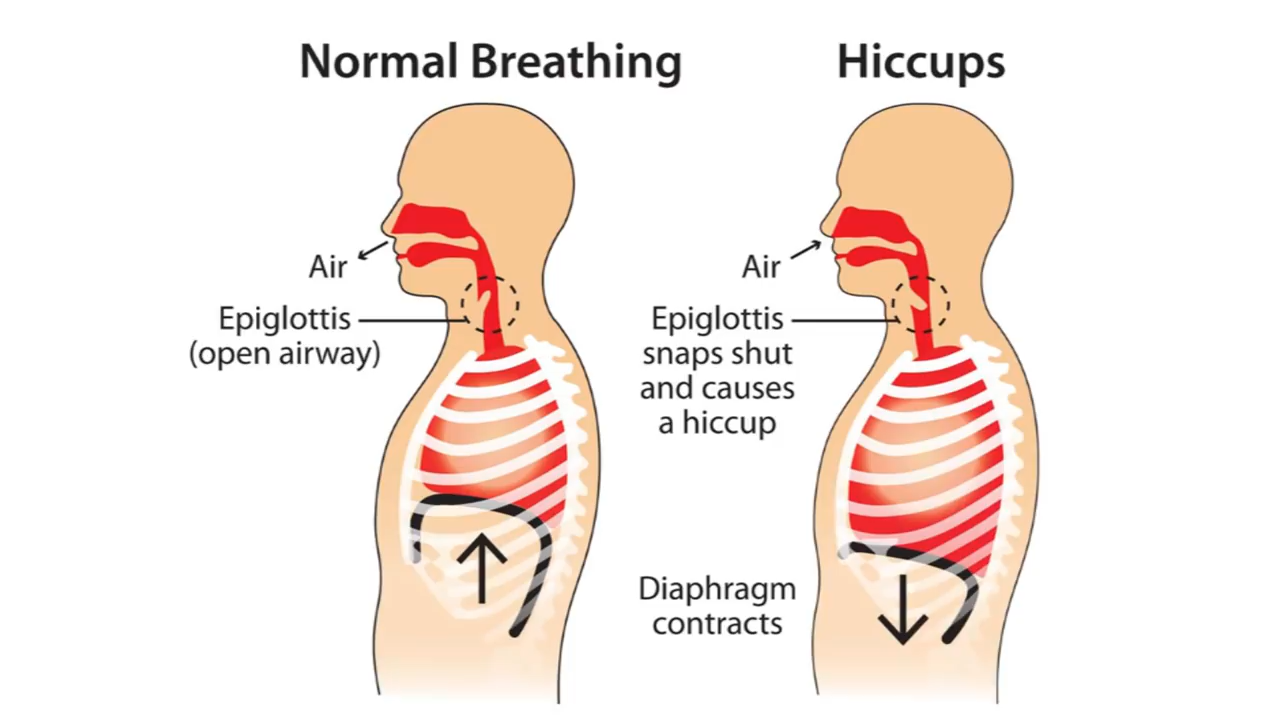 Normal Breathing
Hiccups
Air
Epiglottis
(open airway)
Air
Epiglottis
snaps shut
and causes
a hiccup
Diaphragm
contracts